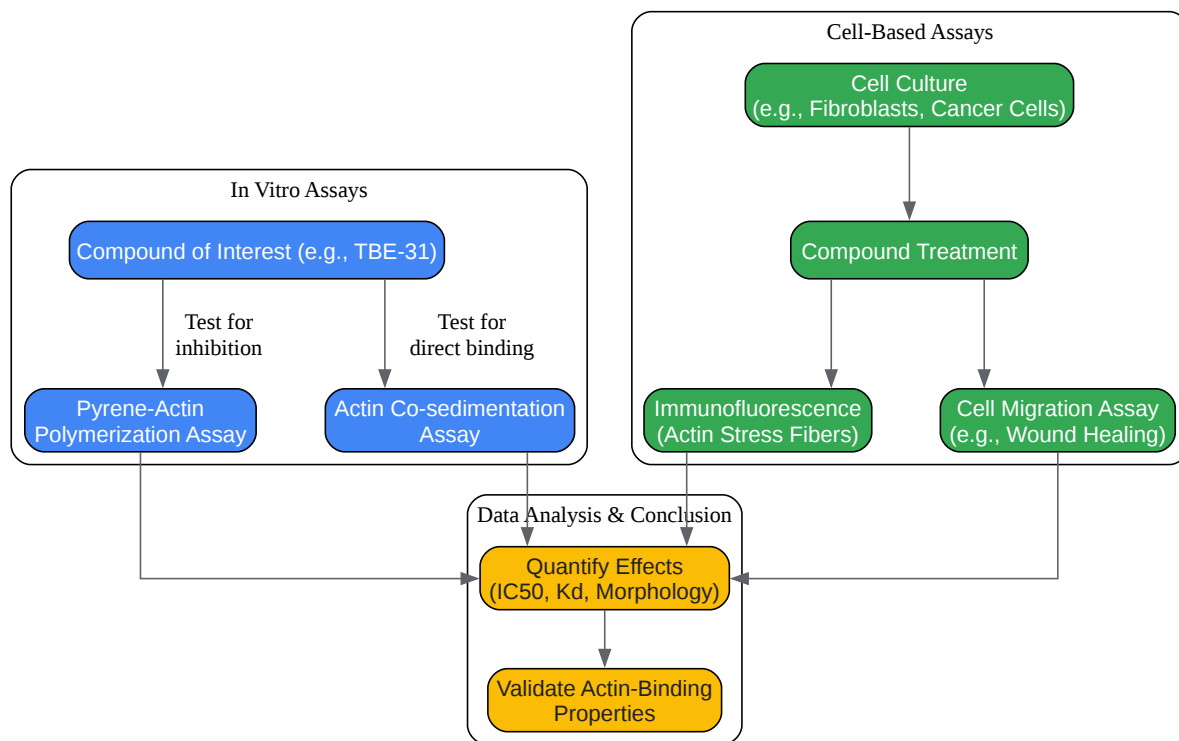 Cell-Based Assays
Cell Culture
(e.g., Fibroblasts, Cancer Cells)
In Vitro Assays
Compound of Interest (e.g., TBE-31)
Compound Treatment
Test for
inhibition
Test for
direct binding
Pyrene-Actin
Polymerization Assay
Actin Co-sedimentation
Assay
Immunofluorescence
(Actin Stress Fibers)
Cell Migration Assay
(e.g., Wound Healing)
Data Analysis & Conclusion
Quantify Effects
(IC50, Kd, Morphology)
Validate Actin-Binding
Properties